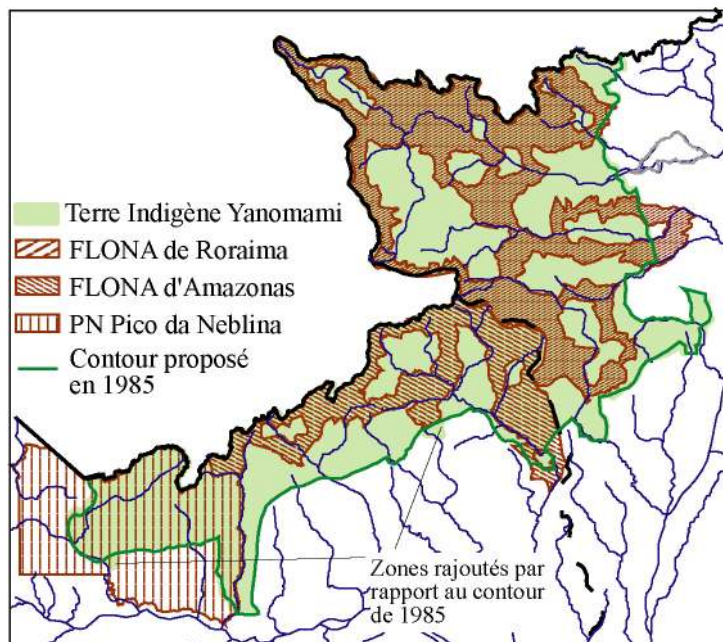 Terre Indigène Yanomami
FLONA de Roraima
FLONA d'Amazonas
PN Pico da Neblina
Contour proposé
en 1985
Zones rajoutés par
rapport au contour
de 1985